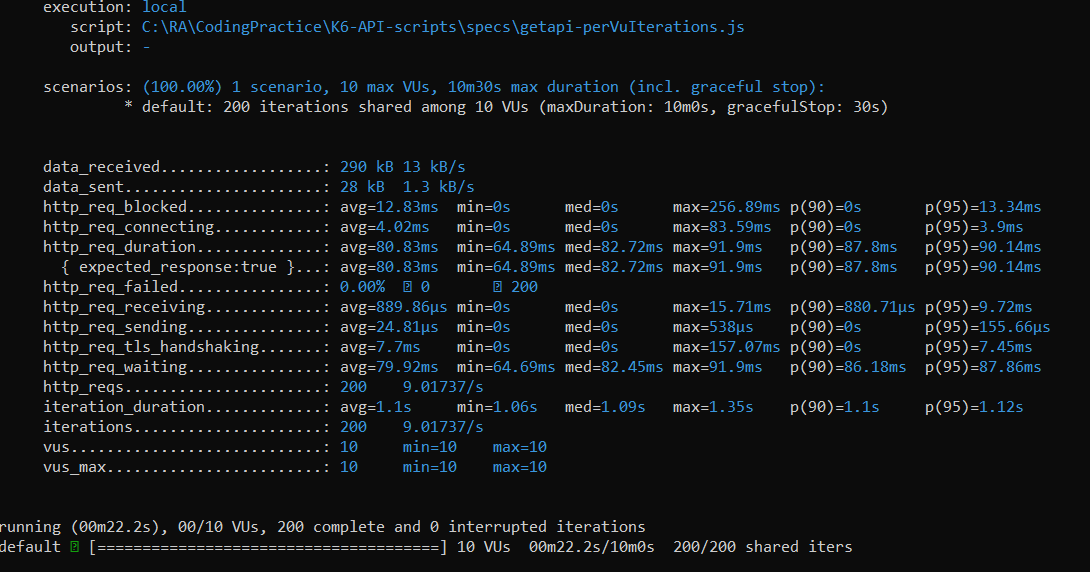 execution: local
script: C:\RA\CodingPractice\K6-API-scripts\specs\getapi-perVuIterations.js
output: -
scenarios: (100.00%) 1 scenario, 10 max VUs, 10m30s max duration (incl. graceful stop):
* default: 200 iterations shared among 10 VUs (maxDuration: 10m0s, gracefulStop: 30s)
data_received..................: 290 kB 13 kB/s
data_sent......................: 28 kB  1.3 kB/s
http_req_blocked...............: avg=12.83ms  min=0s      med=0s      max=256.89ms p(90)=0s       p(95)=13.34ms
http_req_connecting............: avg=4.02ms   min=0s      med=0s      max=83.59ms  p(90)=0s       p(95)=3.9ms
http_req_duration..............: avg=80.83ms  min=64.89ms med=82.72ms max=91.9ms   p(90)=87.8ms   p(95)=90.14ms
{ expected_response:true }...: avg=80.83ms  min=64.89ms med=82.72ms max=91.9ms   p(90)=87.8ms   p(95)=90.14ms
http_req_failed................: 0.00%  ⍰ 0       ⍰ 200
http_req_receiving.............: avg=889.86µs min=0s      med=0s      max=15.71ms  p(90)=880.71µs p(95)=9.72ms
http_req_sending...............: avg=24.81µs  min=0s      med=0s      max=538µs    p(90)=0s       p(95)=155.66µs
http_req_tls_handshaking.......: avg=7.7ms    min=0s      med=0s      max=157.07ms p(90)=0s       p(95)=7.45ms
http_req_waiting...............: avg=79.92ms  min=64.69ms med=82.45ms max=91.9ms   p(90)=86.18ms  p(95)=87.86ms
http_reqs......................: 200    9.01737/s
iteration_duration.............: avg=1.1s     min=1.06s   med=1.09s   max=1.35s    p(90)=1.1s     p(95)=1.12s
iterations.....................: 200    9.01737/s
vus............................: 10     min=10    max=10
vus_max........................: 10     min=10    max=10
running (00m22.2s), 00/10 VUs, 200 complete and 0 interrupted iterations
default ⍰ [======================================] 10 VUs  00m22.2s/10m0s  200/200 shared iters